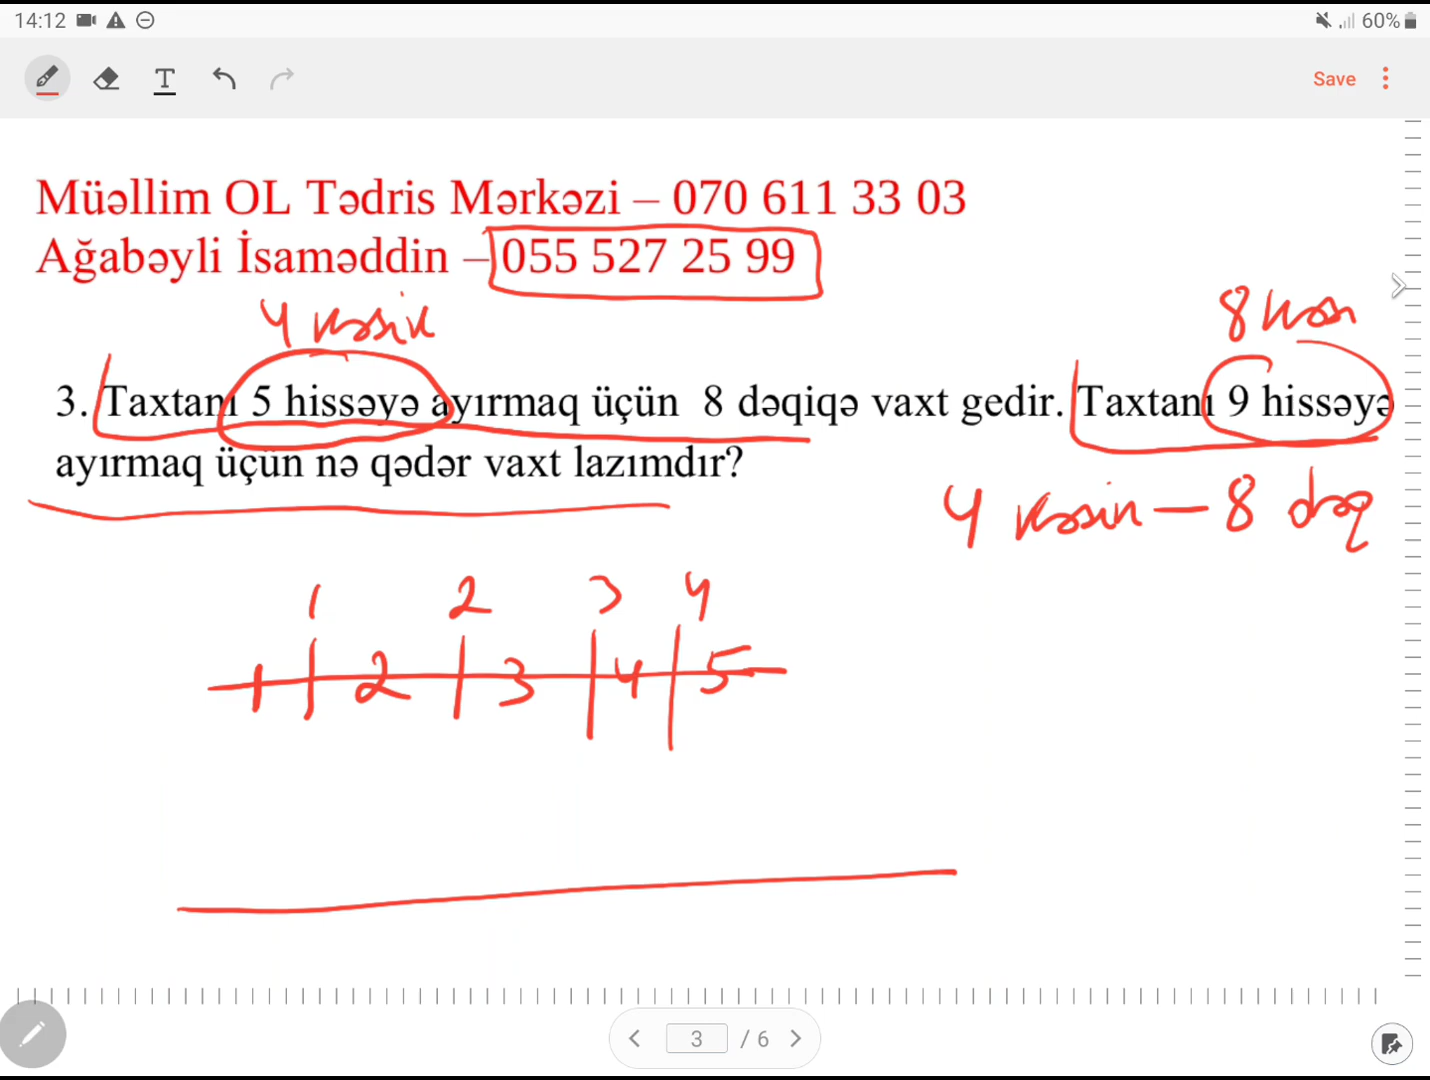 14:12
60%
T
Save
Müəllim OL Tədris Mərkəzi – 070 611 33 03
Ağabəyli İsaməddin – 055 527 25 99
4 kəsik
8 kəs
3. Taxtanı 5 hissəyə ayırmaq üçün 8 dəqiqə vaxt gedir. Taxtanı 9 hissəyə
ayırmaq üçün nə qədər vaxt lazımdır?
4 kəsik — 8 dəq
1 2 3 4
1 2 3 4 5
3 / 6